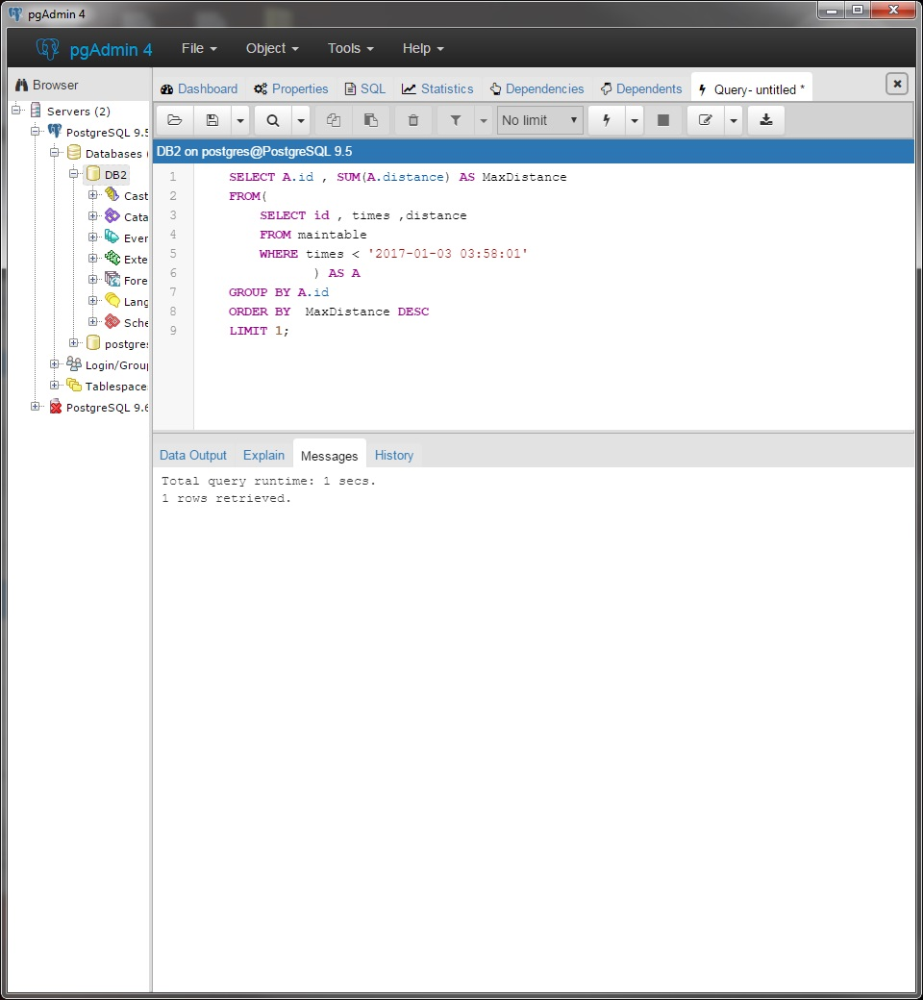 pgAdmin 4
pgAdmin 4 File Object Tools Help
Browser
Servers (2)
PostgreSQL 9.5
Databases (
DB2
Cast
Cata
Even
Exte
Fore
Lang
Sche
postgres
Login/Group
Tablespace
PostgreSQL 9.6
Dashboard Properties SQL Statistics Dependencies Dependents Query- untitled *
No limit
DB2 on postgres@PostgreSQL 9.5
1 SELECT A.id , SUM(A.distance) AS MaxDistance
2 FROM(
3 SELECT id , times ,distance
4 FROM maintable
5 WHERE times < '2017-01-03 03:58:01'
6 ) AS A
7 GROUP BY A.id
8 ORDER BY  MaxDistance DESC
9 LIMIT 1;
Data Output Explain Messages History
Total query runtime: 1 secs.
1 rows retrieved.